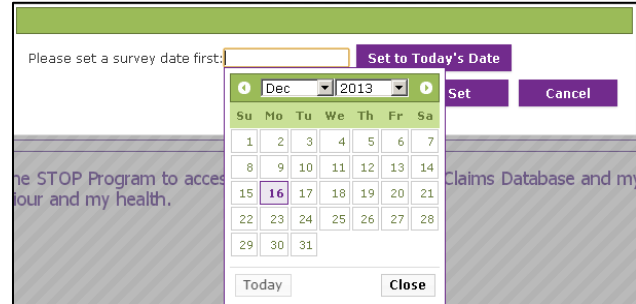 Please set a survey date first: Set to Today's Date
Dec 2013
Set Cancel
Su Mo Tu We Th Fr Sa
1 2 3 4 5 6 7
8 9 10 11 12 13 14
he STOP Program to acces Claims Database and my
15 16 17 18 19 20 21
iour and my health.
22 23 24 25 26 27 28
29 30 31
Today Close